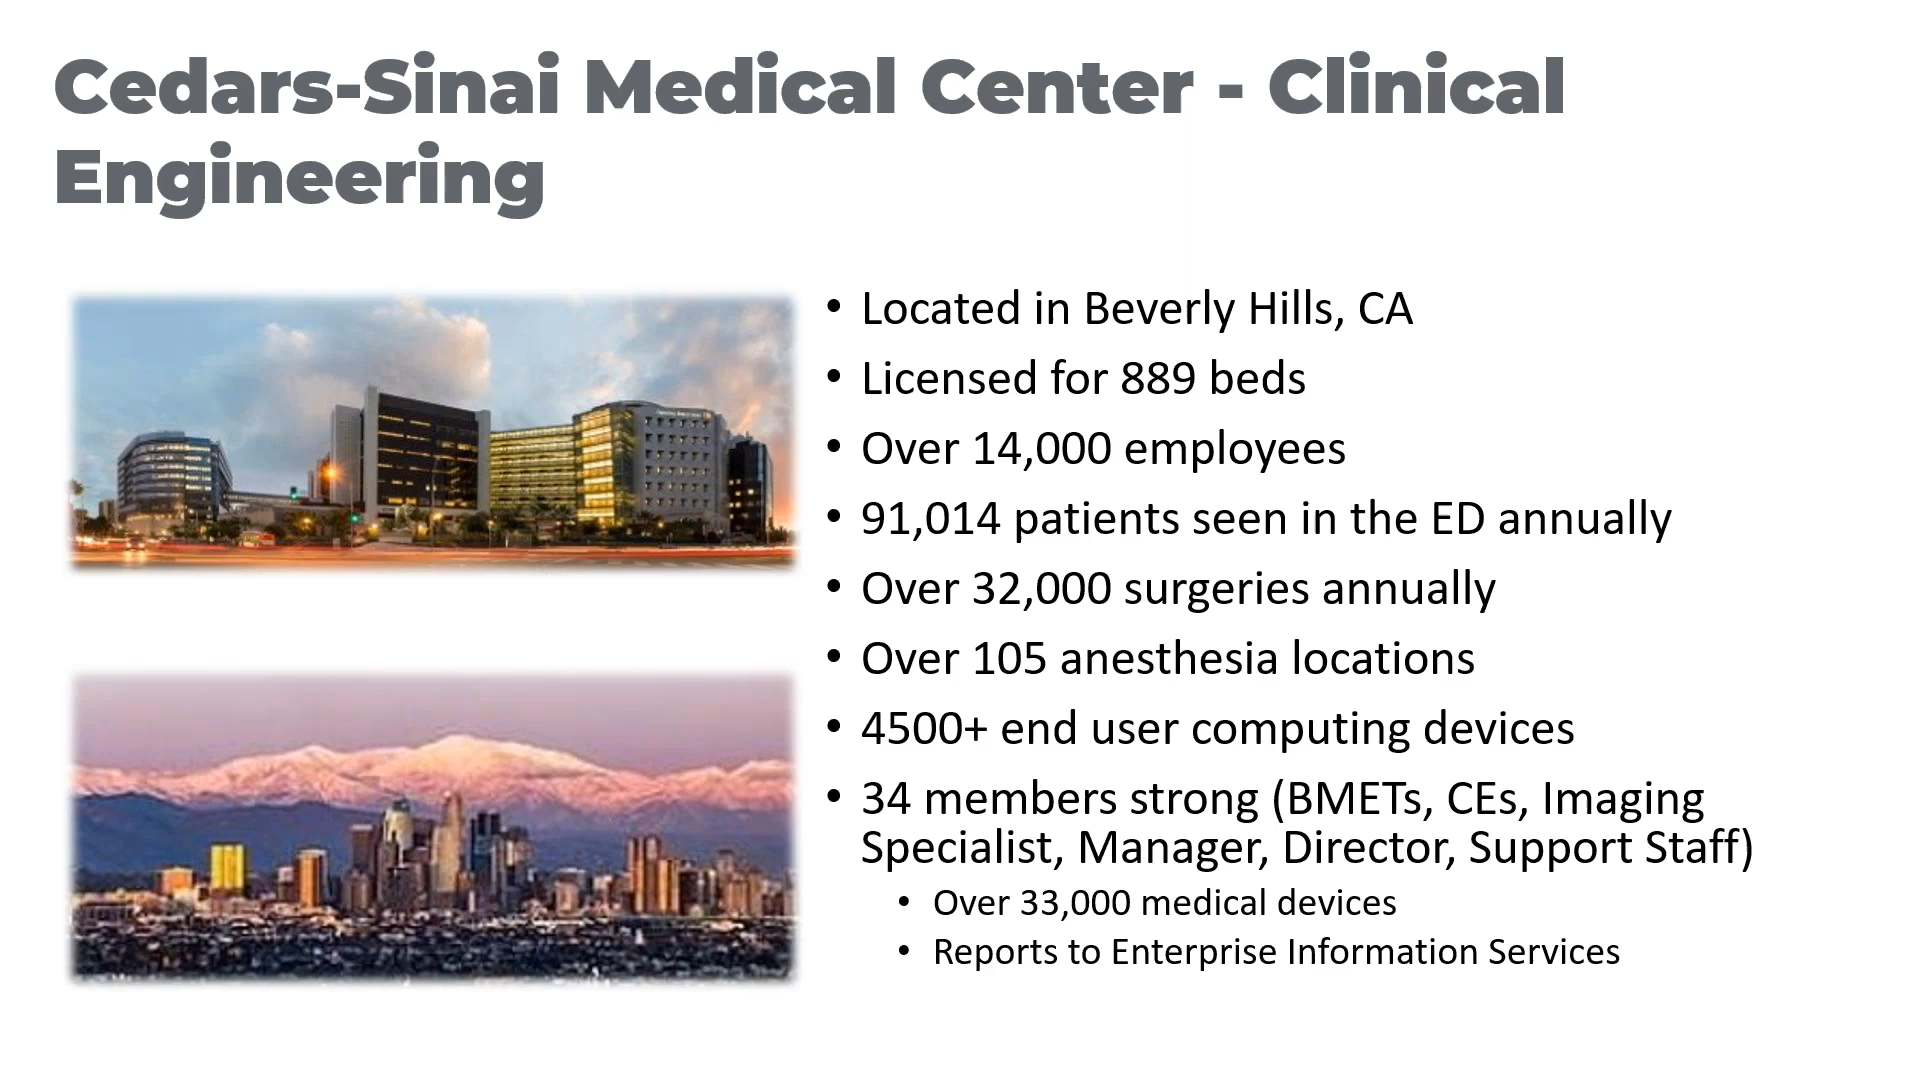 Cedars-Sinai Medical Center - Clinical
Engineering
• Located in Beverly Hills, CA
• Licensed for 889 beds
• Over 14,000 employees
• 91,014 patients seen in the ED annually
• Over 32,000 surgeries annually
• Over 105 anesthesia locations
• 4500+ end user computing devices
• 34 members strong (BMETs, CEs, Imaging
Specialist, Manager, Director, Support Staff)
• Over 33,000 medical devices
• Reports to Enterprise Information Services